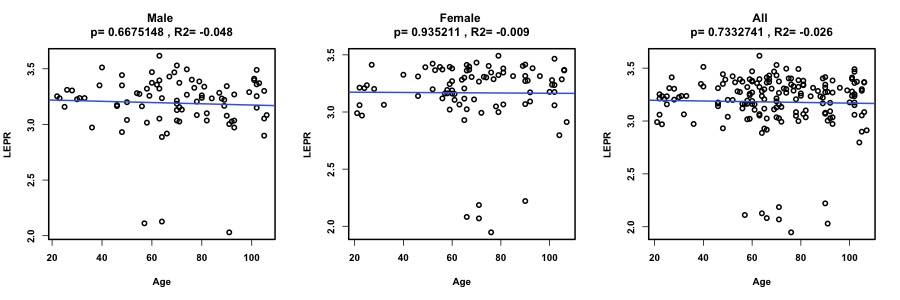 Male
p= 0.6675148 , R2= -0.048
LEPR
3.5
3.0
2.5
2.0
20 40 60 80 100
Age
Female
p= 0.935211 , R2= -0.009
LEPR
3.5
3.0
2.5
2.0
20 40 60 80 100
Age
All
p= 0.7332741 , R2= -0.026
LEPR
3.5
3.0
2.5
2.0
20 40 60 80 100
Age